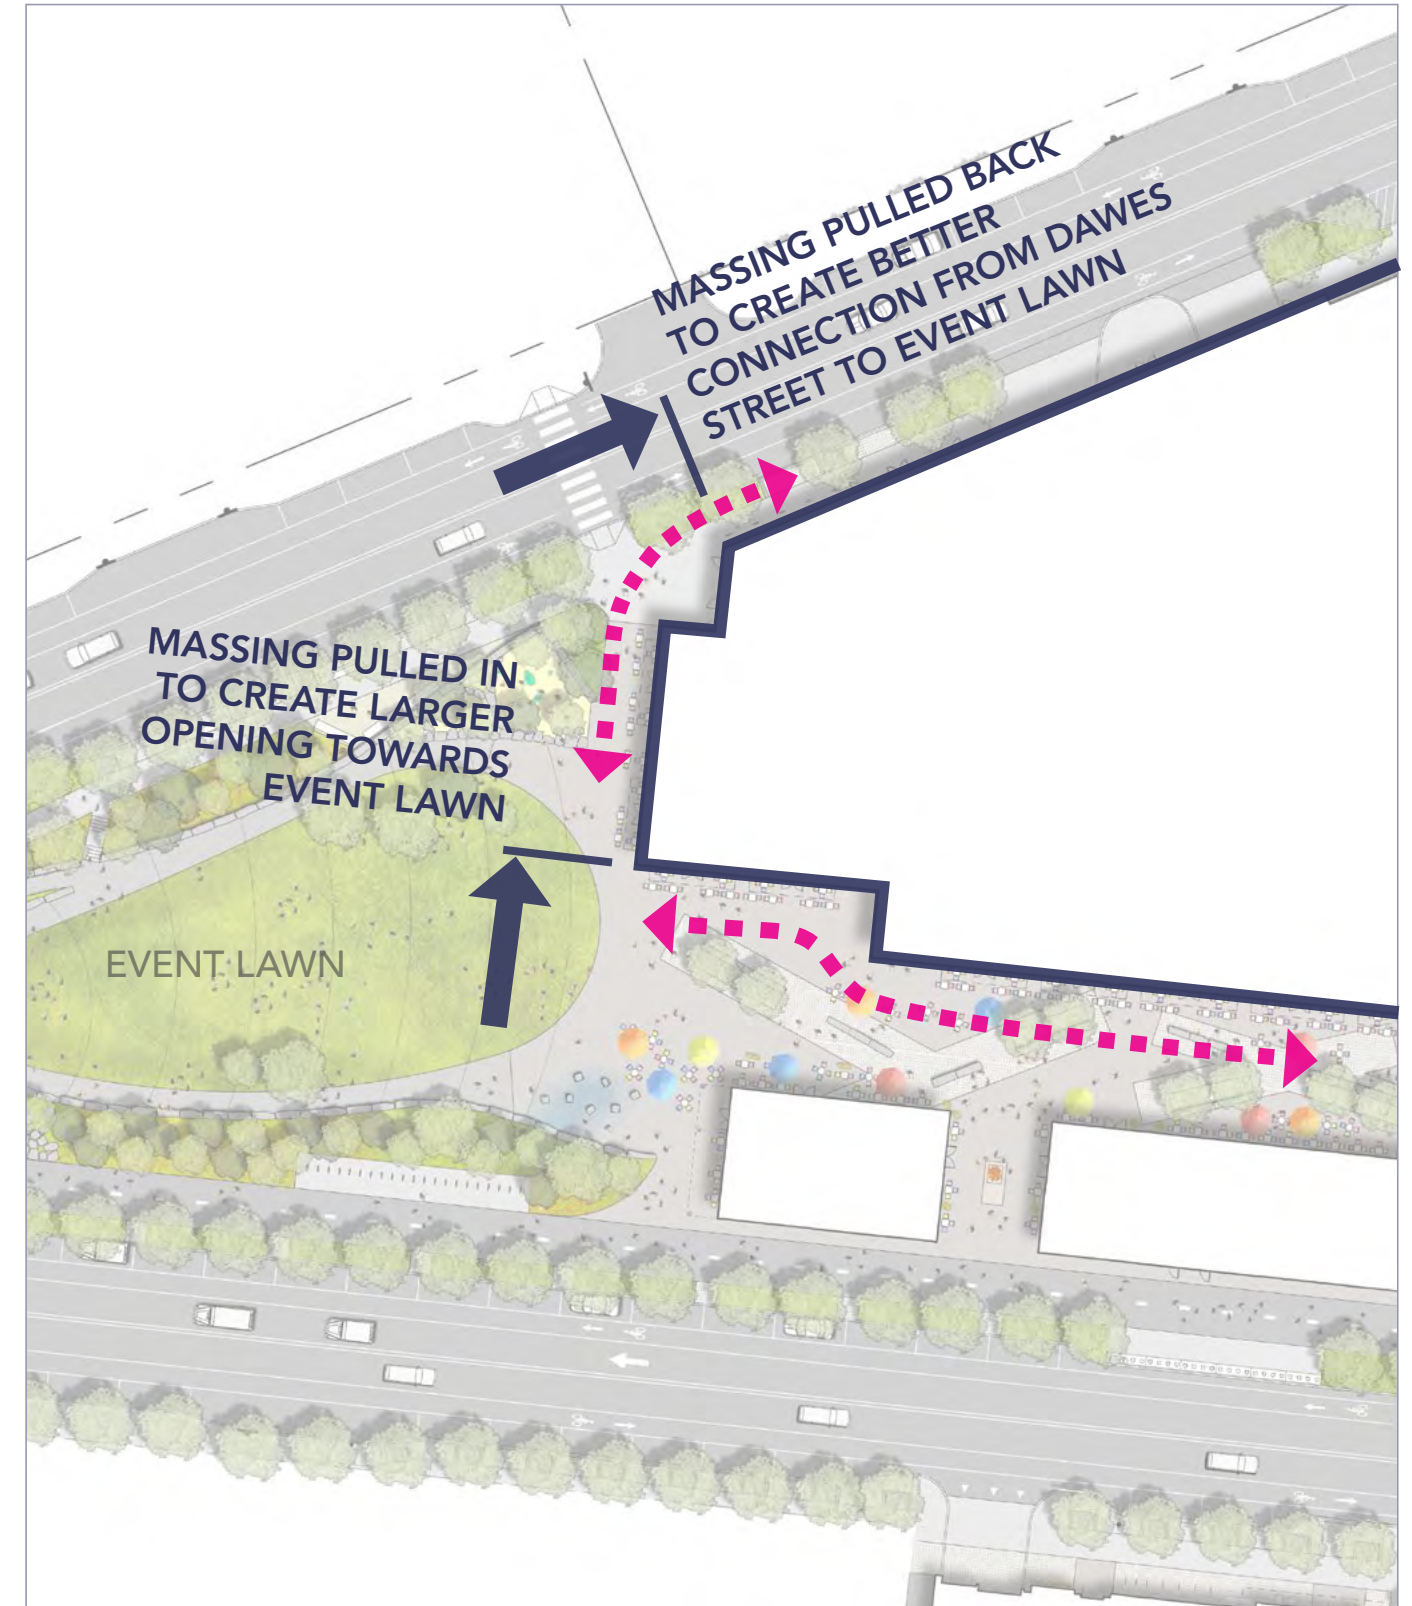 MASSING PULLED BACK
TO CREATE BETTER
CONNECTION FROM DAWES
STREET TO EVENT LAWN
MASSING PULLED IN
TO CREATE LARGER
OPENING TOWARDS
EVENT LAWN
EVENT LAWN